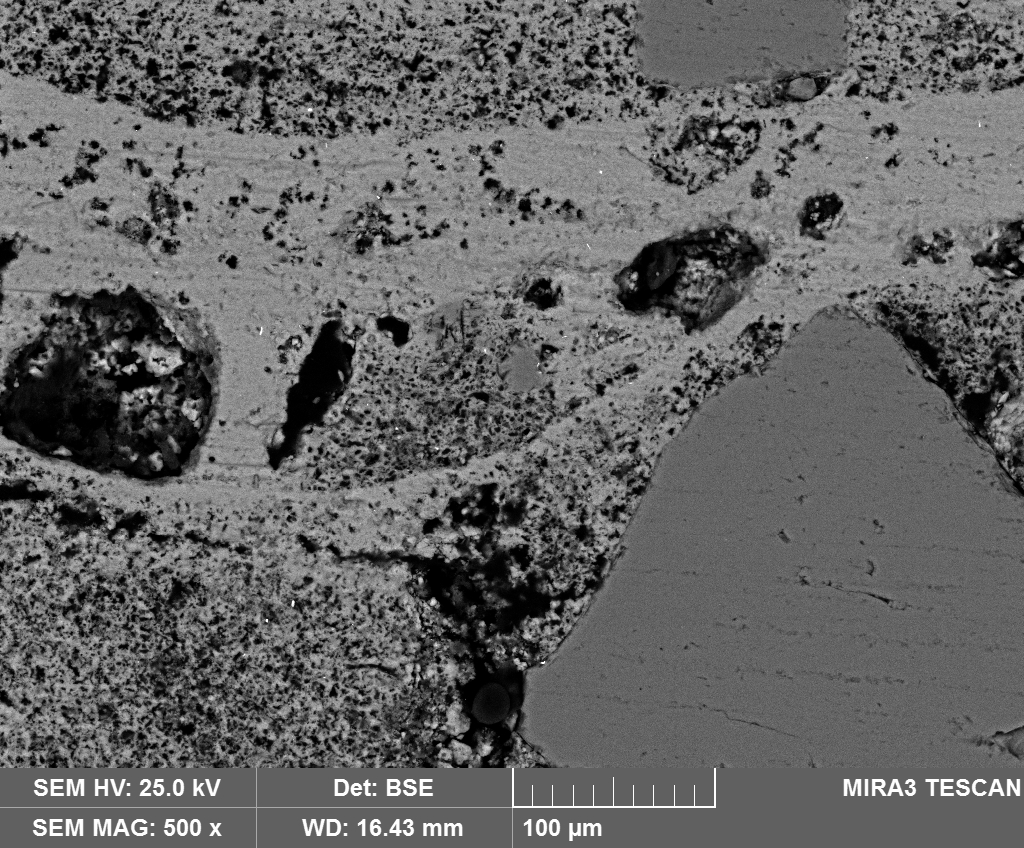 SEM HV: 25.0 kV
Det: BSE
MIRA3 TESCAN
SEM MAG: 500 x
WD: 16.43 mm
100 µm